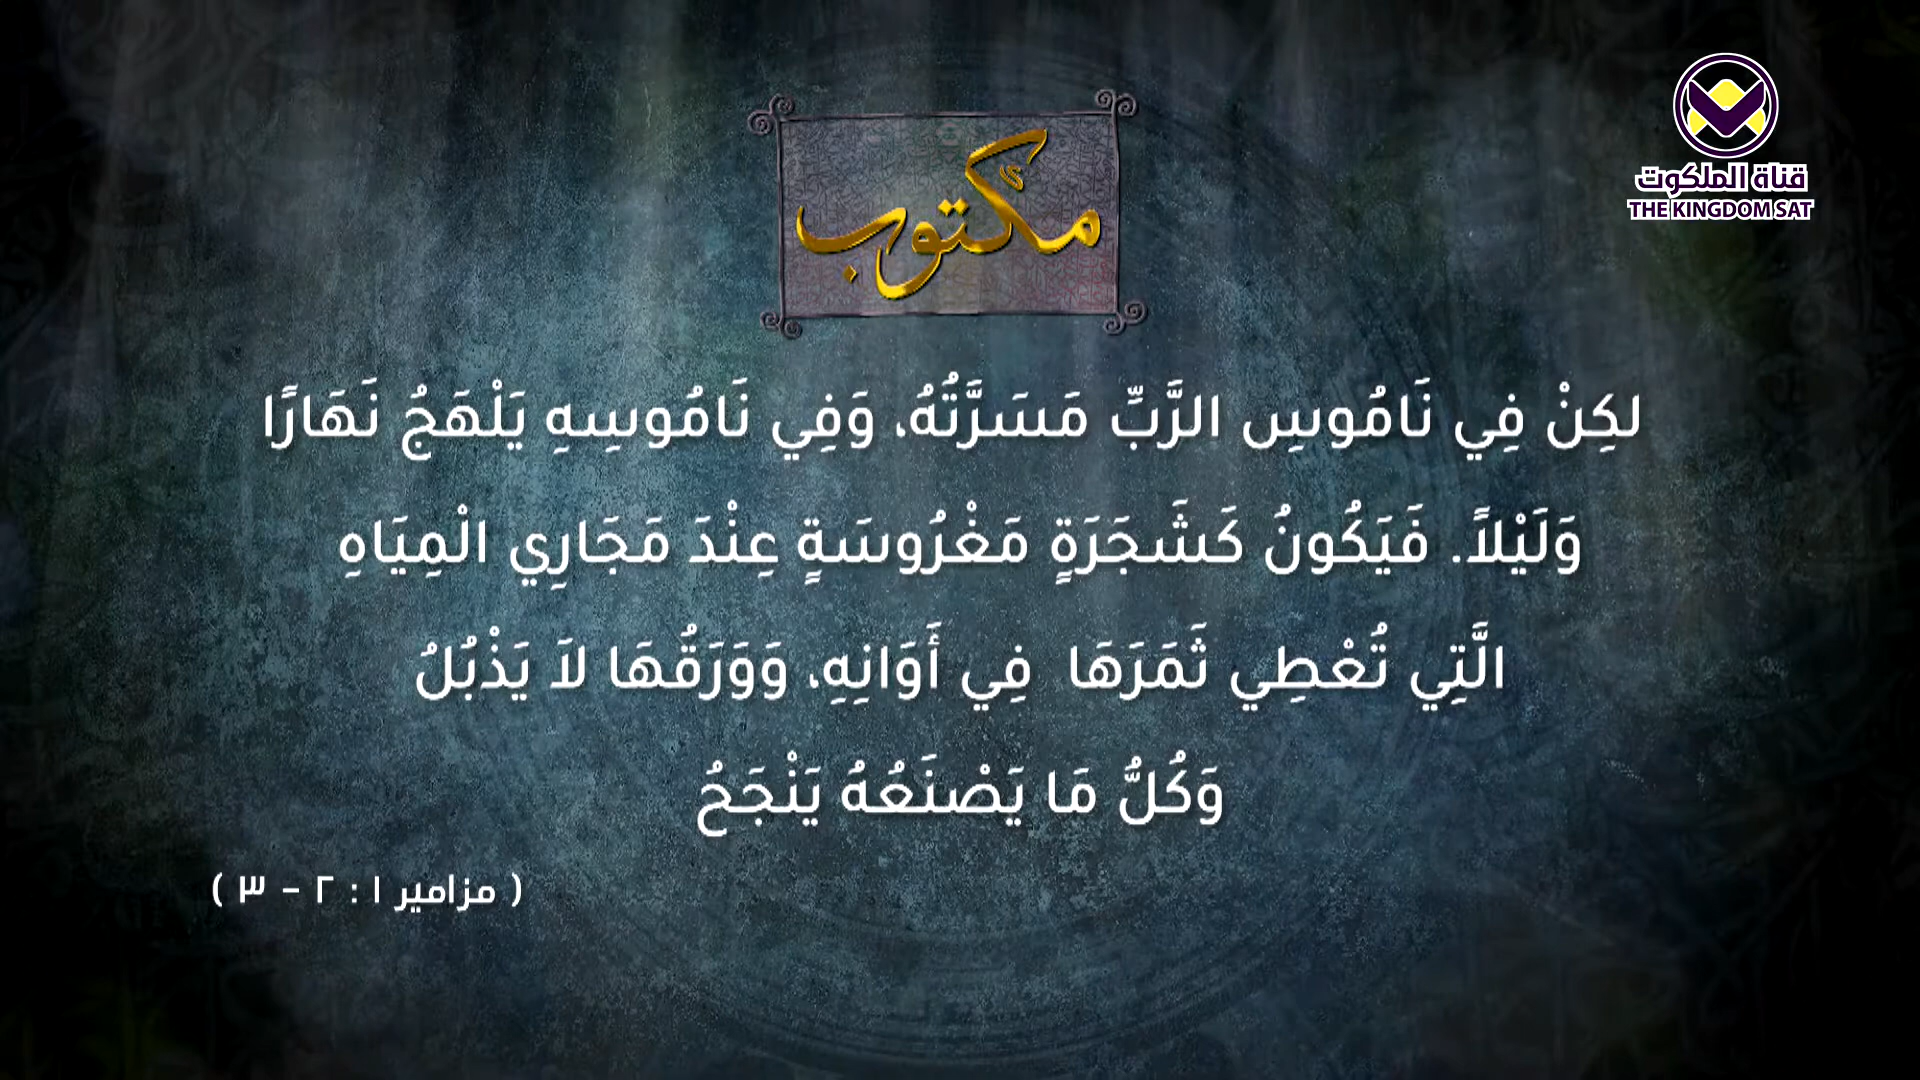 قناة الملكوت
THE KINGDOM SAT
مكتوب
لكِنْ فِي نَامُوسِ الرَّبِّ مَسَرَّتُهُ، وَفِي نَامُوسِهِ يَلْهَجُ نَهَارًا
وَلَيْلاً. فَيَكُونُ كَشَجَرَةٍ مَغْرُوسَةٍ عِنْدَ مَجَارِي الْمِيَاهِ
الَّتِي تُعْطِي ثَمَرَهَا فِي أَوَانِهِ، وَوَرَقُهَا لاَ يَذْبُلُ
وَكُلُّ مَا يَصْنَعُهُ يَنْجَحُ
( مزامير ١ : ٢ - ٣ )